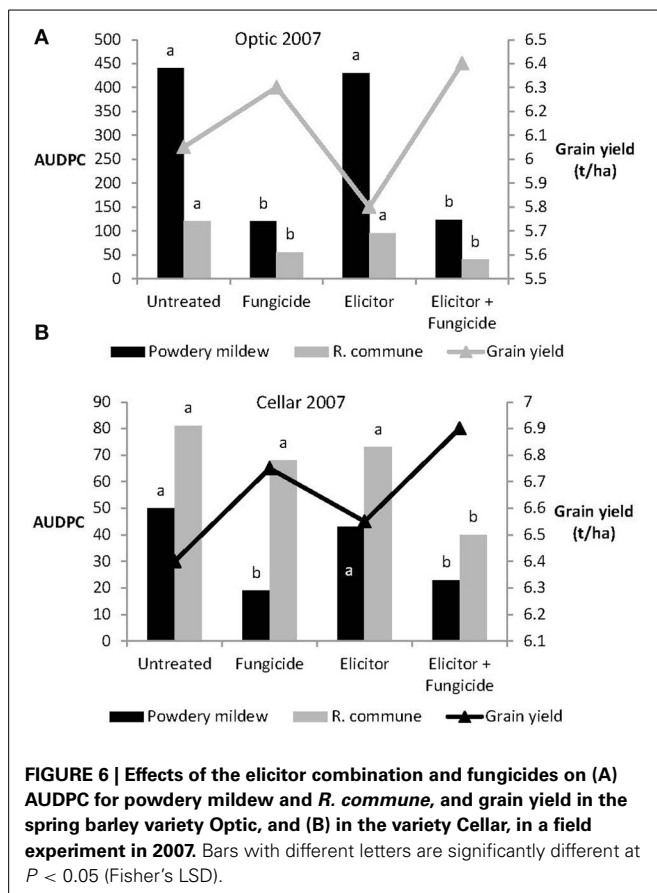 A
Optic 2007
500
450
400
350
300
250
200
150
100
50
0
AUDPC
a
a
b
b
a
a
b
b
6.5
6.4
6.3
6.2
6.1
6
5.9
5.8
5.7
5.6
5.5
Grain yield
(t/ha)
Untreated Fungicide Elicitor Elicitor +
Fungicide
Powdery mildew R. commune Grain yield
B
Cellar 2007
90
80
70
60
50
40
30
20
10
0
AUDPC
a
a
b
a
a
a
b
b
7
6.9
6.8
6.7
6.6
6.5
6.4
6.3
6.2
6.1
Grain yield
(t/ha)
Untreated Fungicide Elicitor Elicitor +
Fungicide
Powdery mildew R. commune Grain yield
FIGURE 6 | Effects of the elicitor combination and fungicides on (A)
AUDPC for powdery mildew and R. commune, and grain yield in the
spring barley variety Optic, and (B) in the variety Cellar, in a field
experiment in 2007. Bars with different letters are significantly different at
P < 0.05 (Fisher's LSD).